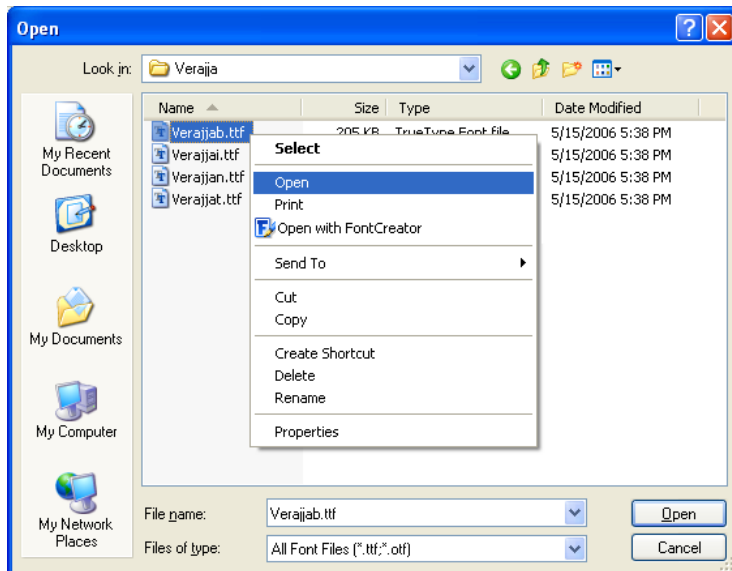 Open
Look in: Verajja
Name Size Type Date Modified
Verajjab.ttf 205 KB TrueType Font file 5/15/2006 5:38 PM
Verajjai.ttf 5/15/2006 5:38 PM
Verajjan.ttf 5/15/2006 5:38 PM
Verajjat.ttf 5/15/2006 5:38 PM
Select
Open
Print
Open with FontCreator
Send To
Cut
Copy
Create Shortcut
Delete
Rename
Properties
My Recent
Documents
Desktop
My Documents
My Computer
My Network
Places
File name: Verajjab.ttf Open
Files of type: All Font Files (*.ttf;*.otf) Cancel